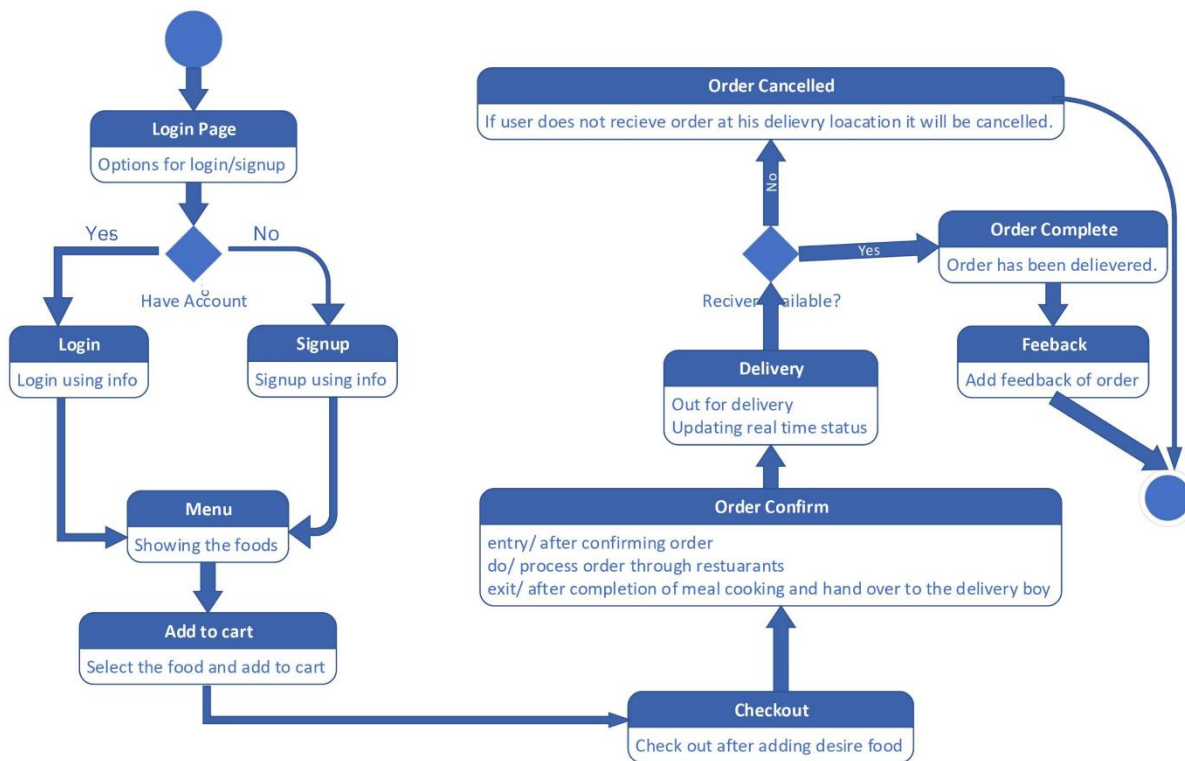 Login Page
Options for login/signup
Yes
No
Have Account
Login
Login using info
Signup
Signup using info
Menu
Showing the foods
Add to cart
Select the food and add to cart
Checkout
Check out after adding desire food
Order Confirm
entry/ after confirming order
do/ process order through restuarants
exit/ after completion of meal cooking and hand over to the delivery boy
Delivery
Out for delivery
Updating real time status
ailable?
No
Yes
Order Cancelled
If user does not recieve order at his delievry loacation it will be cancelled.
Order Complete
Order has been delievered.
Feeback
Add feedback of order